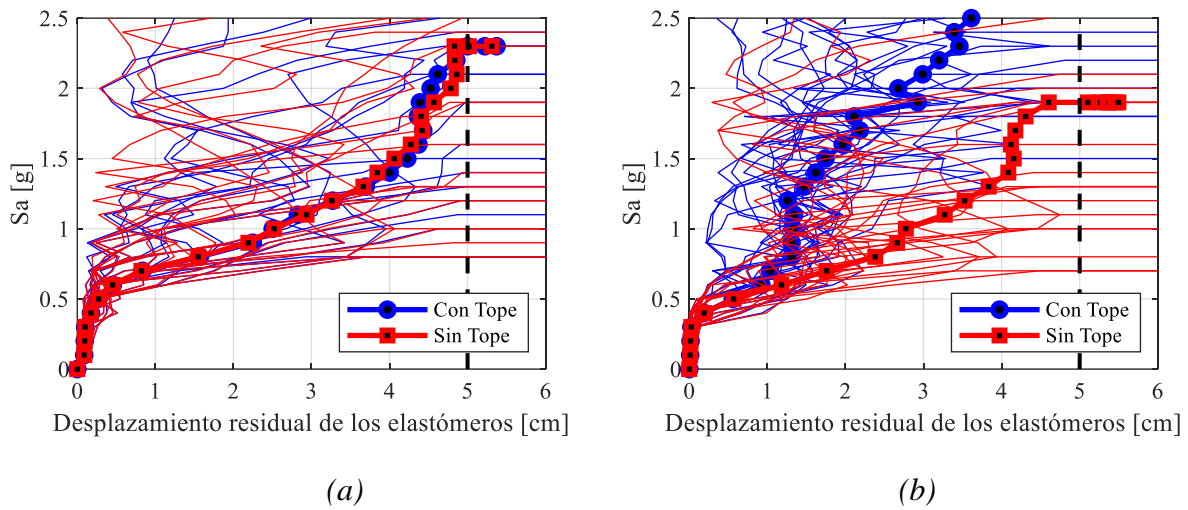 2.5
2
1.5
1
0.5
0
Sa [g]
Con Tope
Sin Tope
0 1 2 3 4 5 6
Desplazamiento residual de los elastómeros [cm]
(a)
2.5
2
1.5
1
0.5
0
Sa [g]
Con Tope
Sin Tope
0 1 2 3 4 5 6
Desplazamiento residual de los elastómeros [cm]
(b)